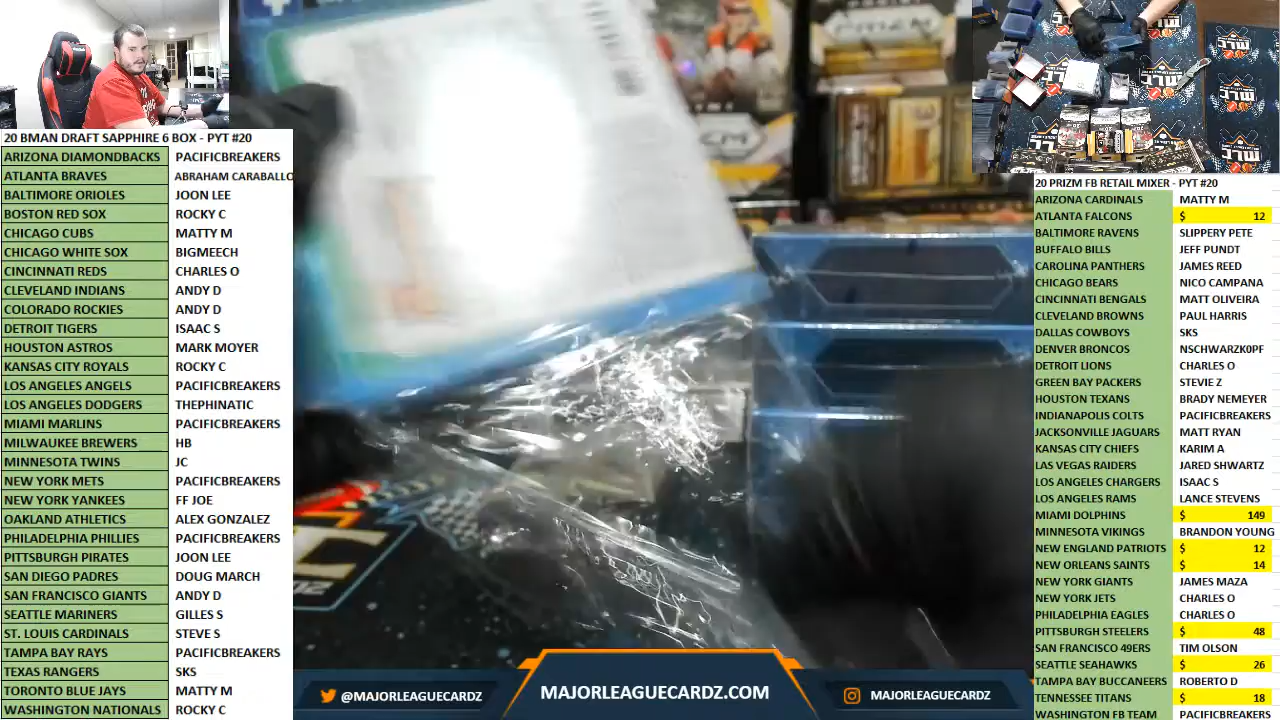 20 BMAN DRAFT SAPPHIRE 6 BOX - PYT #20
ARIZONA DIAMONDBACKS PACIFICBREAKERS
ATLANTA BRAVES ABRAHAM CARABALLO
BALTIMORE ORIOLES JOON LEE
BOSTON RED SOX ROCKY C
CHICAGO CUBS MATTY M
CHICAGO WHITE SOX BIGMEECH
CINCINNATI REDS CHARLES O
CLEVELAND INDIANS ANDY D
COLORADO ROCKIES ANDY D
DETROIT TIGERS ISAAC S
HOUSTON ASTROS MARK MOYER
KANSAS CITY ROYALS ROCKY C
LOS ANGELES ANGELS PACIFICBREAKERS
LOS ANGELES DODGERS THEPHINATIC
MIAMI MARLINS PACIFICBREAKERS
MILWAUKEE BREWERS HB
MINNESOTA TWINS JC
NEW YORK METS PACIFICBREAKERS
NEW YORK YANKEES FF JOE
OAKLAND ATHLETICS ALEX GONZALEZ
PHILADELPHIA PHILLIES PACIFICBREAKERS
PITTSBURGH PIRATES JOON LEE
SAN DIEGO PADRES DOUG MARCH
SAN FRANCISCO GIANTS ANDY D
SEATTLE MARINERS GILLES S
ST. LOUIS CARDINALS STEVE S
TAMPA BAY RAYS PACIFICBREAKERS
TEXAS RANGERS SKS
TORONTO BLUE JAYS MATTY M
WASHINGTON NATIONALS ROCKY C
PRIZM
@MAJORLEAGUECARDZ
MAJORLEAGUECARDZ.COM
MAJORLEAGUECARDZ
20 PRIZM FB RETAIL MIXER - PYT #20
ARIZONA CARDINALS MATTY M
ATLANTA FALCONS $ 12
BALTIMORE RAVENS SLIPPERY PETE
BUFFALO BILLS JEFF PUNDT
CAROLINA PANTHERS JAMES REED
CHICAGO BEARS NICO CAMPANA
CINCINNATI BENGALS MATT OLIVEIRA
CLEVELAND BROWNS PAUL HARRIS
DALLAS COWBOYS SKS
DENVER BRONCOS NSCHWARZK0PF
DETROIT LIONS CHARLES O
GREEN BAY PACKERS STEVIE Z
HOUSTON TEXANS BRADY NEMEYER
INDIANAPOLIS COLTS PACIFICBREAKERS
JACKSONVILLE JAGUARS MATT RYAN
KANSAS CITY CHIEFS KARIM A
LAS VEGAS RAIDERS JARED SHWARTZ
LOS ANGELES CHARGERS ISAAC S
LOS ANGELES RAMS LANCE STEVENS
MIAMI DOLPHINS $ 149
MINNESOTA VIKINGS BRANDON YOUNG
NEW ENGLAND PATRIOTS $ 12
NEW ORLEANS SAINTS $ 14
NEW YORK GIANTS JAMES MAZA
NEW YORK JETS CHARLES O
PHILADELPHIA EAGLES CHARLES O
PITTSBURGH STEELERS $ 48
SAN FRANCISCO 49ERS TIM OLSON
SEATTLE SEAHAWKS $ 26
TAMPA BAY BUCCANEERS ROBERTO D
TENNESSEE TITANS $ 18
WASHINGTON FB TEAM PACIFICBREAKERS